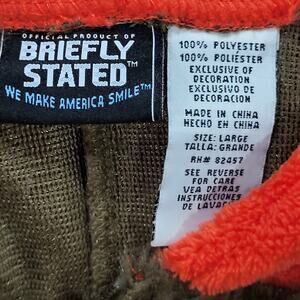 OFFICIAL PRODUCT OF
BRIEFLY
STATED™
WE MAKE AMERICA SMILE™
100% POLYESTER
100% POLIÉSTER
EXCLUSIVE OF
DECORATION
EXCLUSIVO DE
DECORACIÓN
MADE IN CHINA
HECHO EN CHINA
SIZE: LARGE
TALLA: GRANDE
RN# 82457
SEE REVERSE
FOR CARE
VEA DETRAS
INSTRUCCIONES
DE LAVAD